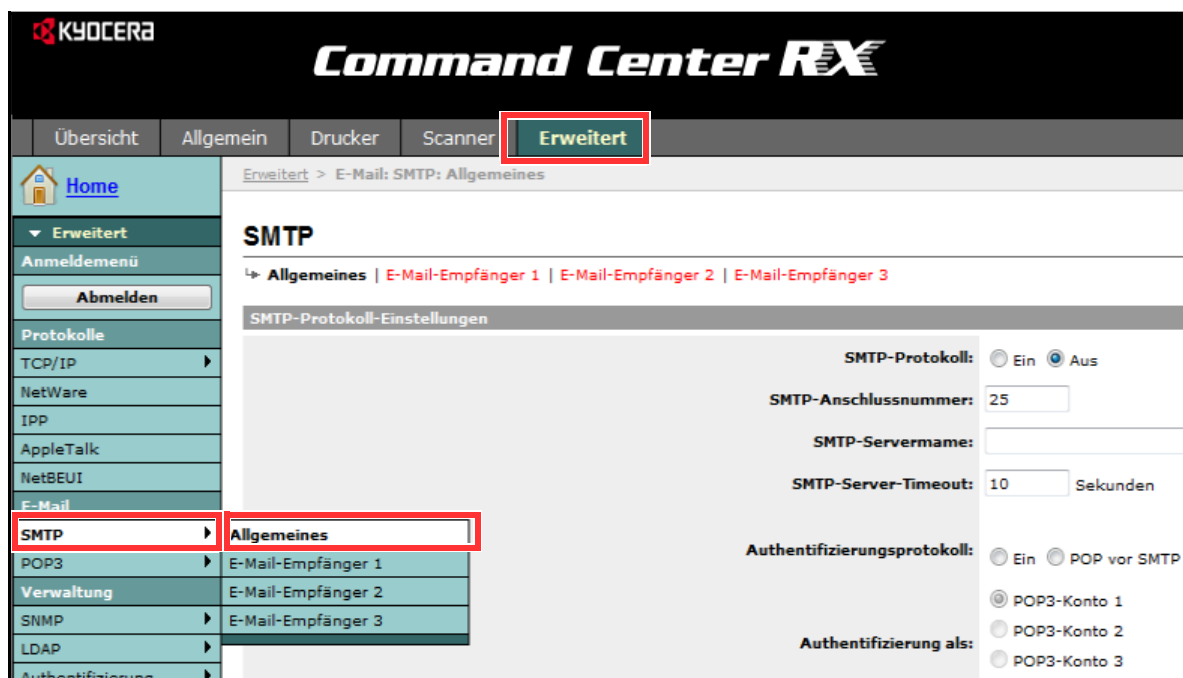 KYOCERA
Command Center RX
Übersicht Allgemein Drucker Scanner Erweitert
Home
Erweitert
Anmeldemenü
Abmelden
Protokolle
TCP/IP
NetWare
IPP
AppleTalk
NetBEUI
E-Mail
SMTP
POP3
Verwaltung
SNMP
LDAP
Authentifizierung
Allgemeines
E-Mail-Empfänger 1
E-Mail-Empfänger 2
E-Mail-Empfänger 3
Erweitert > E-Mail: SMTP: Allgemeines
SMTP
Allgemeines | E-Mail-Empfänger 1 | E-Mail-Empfänger 2 | E-Mail-Empfänger 3
SMTP-Protokoll-Einstellungen
SMTP-Protokoll: Ein Aus
SMTP-Anschlussnummer: 25
SMTP-Servermame:
SMTP-Server-Timeout: 10 Sekunden
Authentifizierungsprotokoll: Ein POP vor SMTP
Authentifizierung als: POP3-Konto 1
POP3-Konto 2
POP3-Konto 3